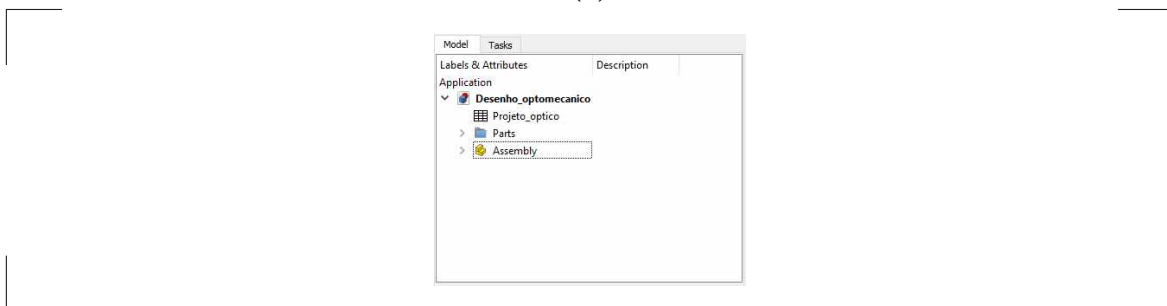 Model Tasks
Labels & Attributes Description
Application
Desenho_optomecanico
Projeto_optico
Parts
Assembly